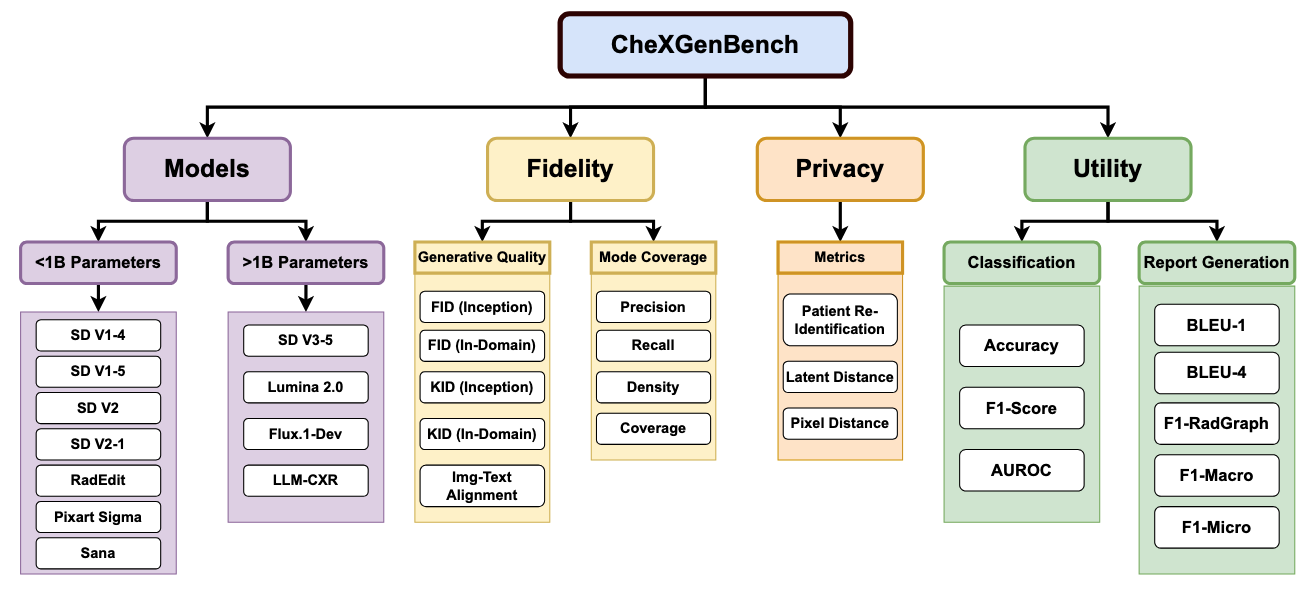 CheXGenBench
Models
Fidelity
Privacy
Utility
<1B Parameters
SD V1-4
SD V1-5
SD V2
SD V2-1
RadEdit
Pixart Sigma
Sana
>1B Parameters
SD V3-5
Lumina 2.0
Flux.1-Dev
LLM-CXR
Generative Quality
FID (Inception)
FID (In-Domain)
KID (Inception)
KID (In-Domain)
Img-Text
Alignment
Mode Coverage
Precision
Recall
Density
Coverage
Metrics
Patient Re-
Identification
Latent Distance
Pixel Distance
Classification
Accuracy
F1-Score
AUROC
Report Generation
BLEU-1
BLEU-4
F1-RadGraph
F1-Macro
F1-Micro